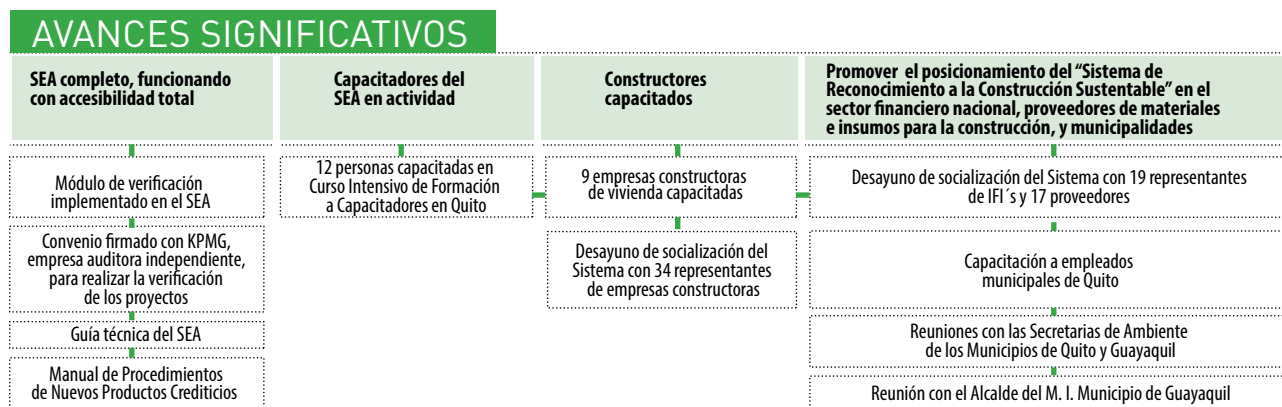 AVANCES SIGNIFICATIVOS
SEA completo, funcionando
con accesibilidad total
Módulo de verificación
implementado en el SEA
Convenio firmado con KPMG,
empresa auditora independiente,
para realizar la verificación
de los proyectos
Guía técnica del SEA
Manual de Procedimientos
de Nuevos Productos Crediticios
Capacitadores del
SEA en actividad
12 personas capacitadas en
Curso Intensivo de Formación
a Capacitadores en Quito
Constructores
capacitados
9 empresas constructoras
de vivienda capacitadas
Desayuno de socialización del
Sistema con 34 representantes
de empresas constructoras
Promover el posicionamiento del “Sistema de
Reconocimiento a la Construcción Sustentable” en el
sector financiero nacional, proveedores de materiales
e insumos para la construcción, y municipalidades
Desayuno de socialización del Sistema con 19 representantes
de IFI´s y 17 proveedores
Capacitación a empleados
municipales de Quito
Reuniones con las Secretarias de Ambiente
de los Municipios de Quito y Guayaquil
Reunión con el Alcalde del M. I. Municipio de Guayaquil